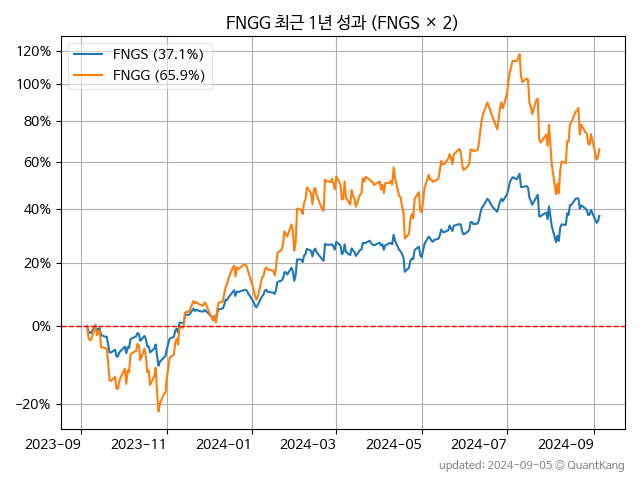 FNGG 최근 1년 성과 (FNGS × 2)
FNGS (37.1%)
FNGG (65.9%)
120%
100%
80%
60%
40%
20%
0%
−20%
2023-09 2023-11 2024-01 2024-03 2024-05 2024-07 2024-09
updated: 2024-09-05 © QuantKang